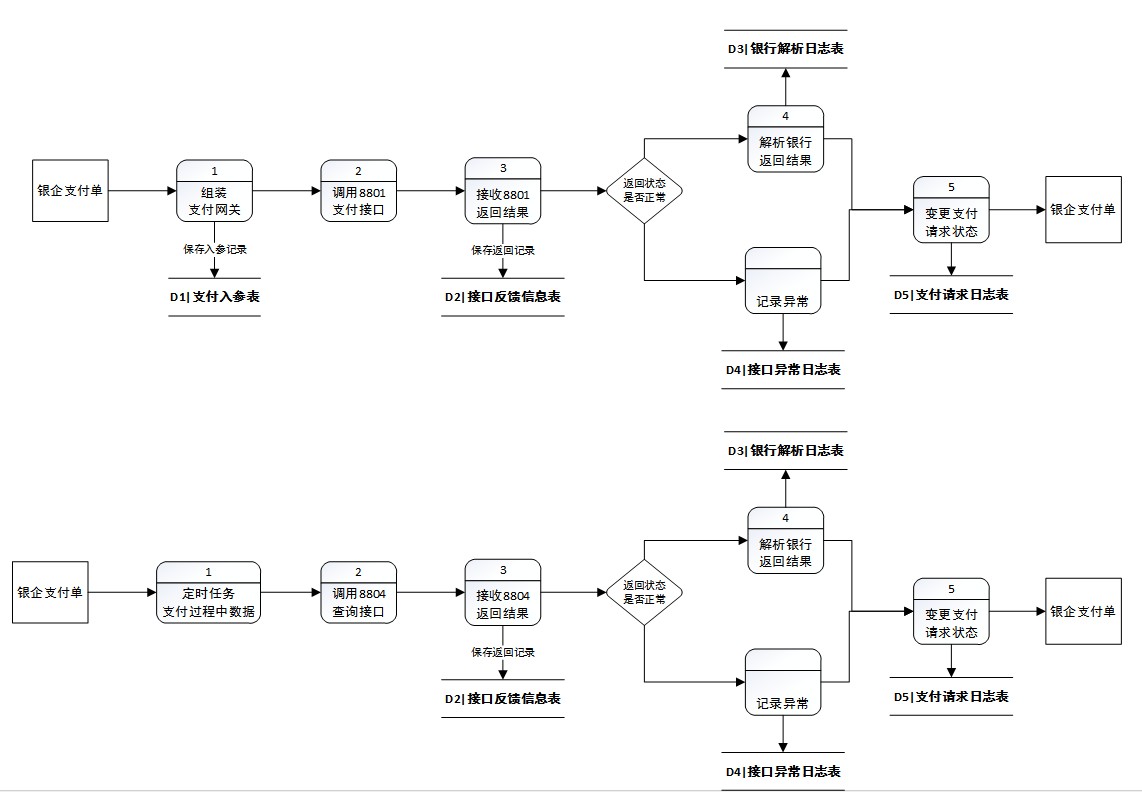 D3|银行解析日志表
4
解析银行
返回结果
银企支付单
1
组装
支付网关
2
调用8801
支付接口
3
接收8801
返回结果
返回状态
是否正常
5
变更支付
请求状态
银企支付单
保存入参记录
保存返回记录
D1|支付入参表
D2|接口反馈信息表
记录异常
D5|支付请求日志表
D4|接口异常日志表
D3|银行解析日志表
4
解析银行
返回结果
银企支付单
1
定时任务
支付过程中数据
2
调用8804
查询接口
3
接收8804
返回结果
返回状态
是否正常
5
变更支付
请求状态
银企支付单
保存返回记录
D2|接口反馈信息表
记录异常
D5|支付请求日志表
D4|接口异常日志表